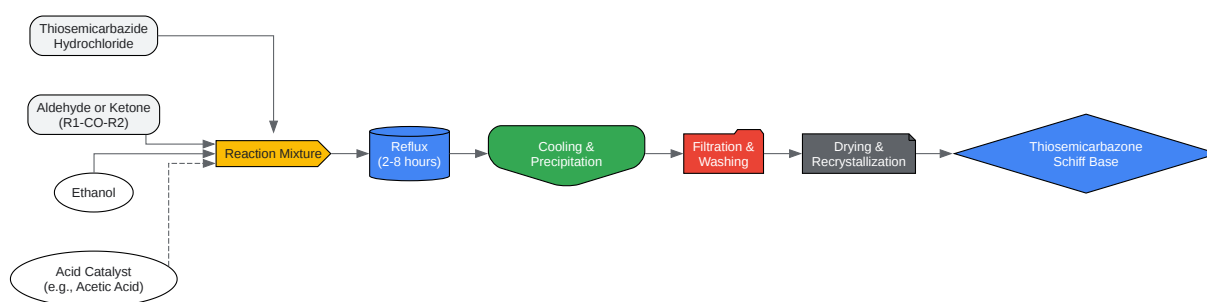 Thiosemicarbazide
Hydrochloride
Aldehyde or Ketone
(R1-CO-R2)
Ethanol
Acid Catalyst
(e.g., Acetic Acid)
Reaction Mixture
Reflux
(2-8 hours)
Cooling &
Precipitation
Filtration &
Washing
Drying &
Recrystallization
Thiosemicarbazone
Schiff Base